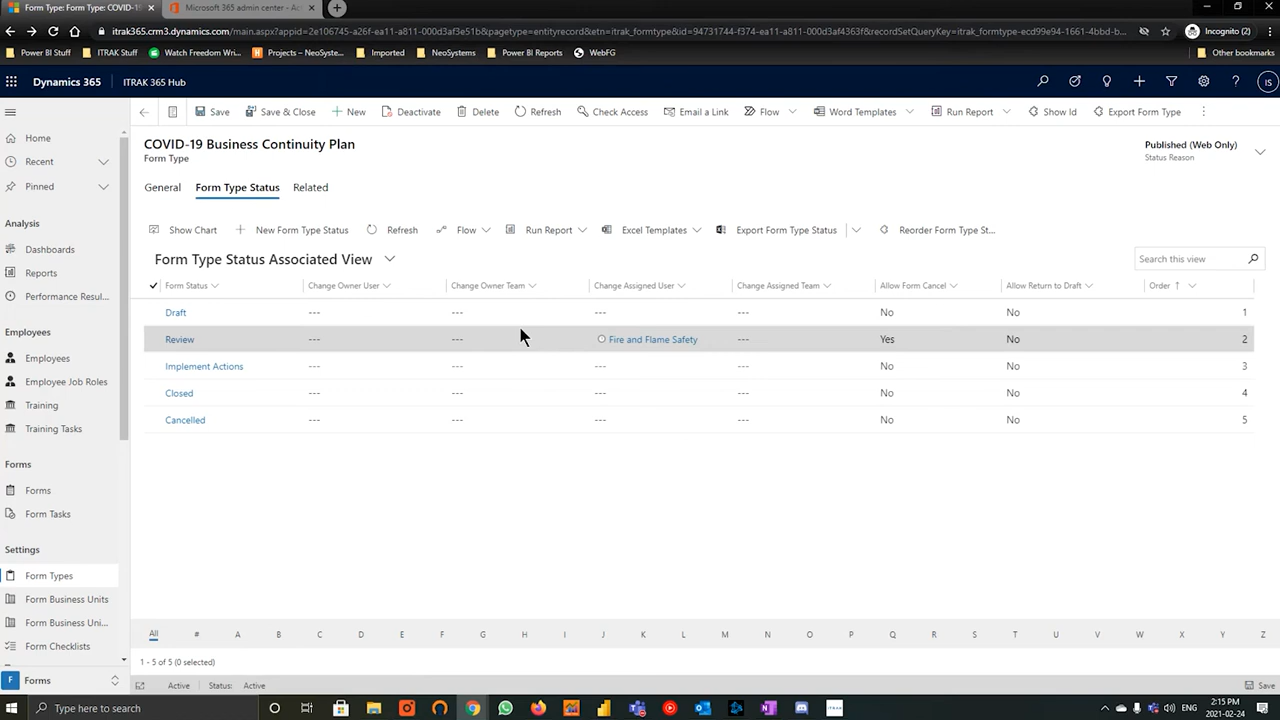 Form Type: Form Type: COVID-19
Microsoft 365 admin center - Ac
itrak365.crm3.dynamics.com/main.aspx?appid=2e106745-a26f-ea11-a811-000d3af3e51b&pagetype=entityrecord&etn=itrak_formtype&id=94731744-f374-ea11-a811-000d3af4363f&recordSetQueryKey=itrak_formtype-ecd99e94-1661-4bbd-b...
Incognito (2)
Power BI Stuff
ITRAK Stuff
Watch Freedom Wri...
Projects – NeoSyste...
Imported
NeoSystems
Power BI Reports
WebFG
Other bookmarks
Dynamics 365
ITRAK 365 Hub
IS
Save
Save & Close
New
Deactivate
Delete
Refresh
Check Access
Email a Link
Flow
Word Templates
Run Report
Show Id
Export Form Type
Home
Recent
Pinned
Analysis
Dashboards
Reports
Performance Resul...
Employees
Employees
Employee Job Roles
Training
Training Tasks
Forms
Forms
Form Tasks
Settings
Form Types
Form Business Units
Form Business Uni...
Form Checklists
F Forms
COVID-19 Business Continuity Plan
Form Type
Published (Web Only)
Status Reason
General Form Type Status Related
Show Chart
New Form Type Status
Refresh
Flow
Run Report
Excel Templates
Export Form Type Status
Reorder Form Type St...
Form Type Status Associated View
Search this view
Form Status Change Owner User Change Owner Team Change Assigned User Change Assigned Team Allow Form Cancel Allow Return to Draft Order
Draft --- --- --- --- No No 1
Review --- --- Fire and Flame Safety --- Yes No 2
Implement Actions --- --- --- --- No No 3
Closed --- --- --- --- No No 4
Cancelled --- --- --- --- No No 5
All # A B C D E F G H I J K L M N O P Q R S T U V W X Y Z
1 - 5 of 5 (0 selected)
Active Status: Active
Save
Type here to search
2:15 PM
2021-02-24